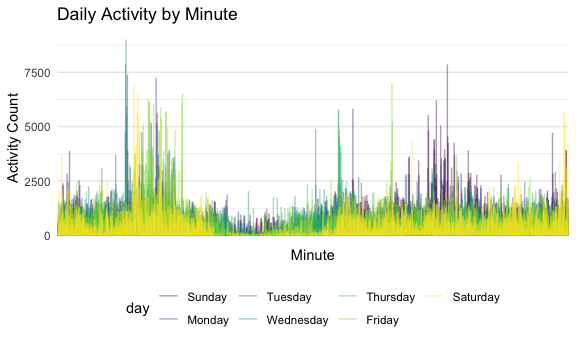 Daily Activity by Minute
Activity Count
7500
5000
2500
0
Minute
day
Sunday Tuesday Thursday Saturday
Monday Wednesday Friday